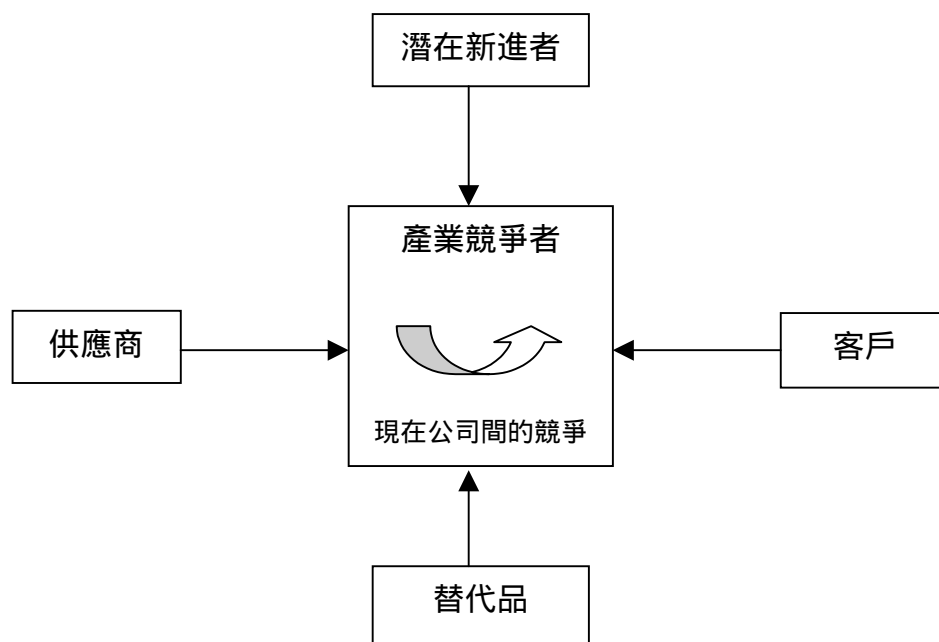 潛在新進者
產業競爭者
供應商
客戶
現在公司間的競爭
替代品